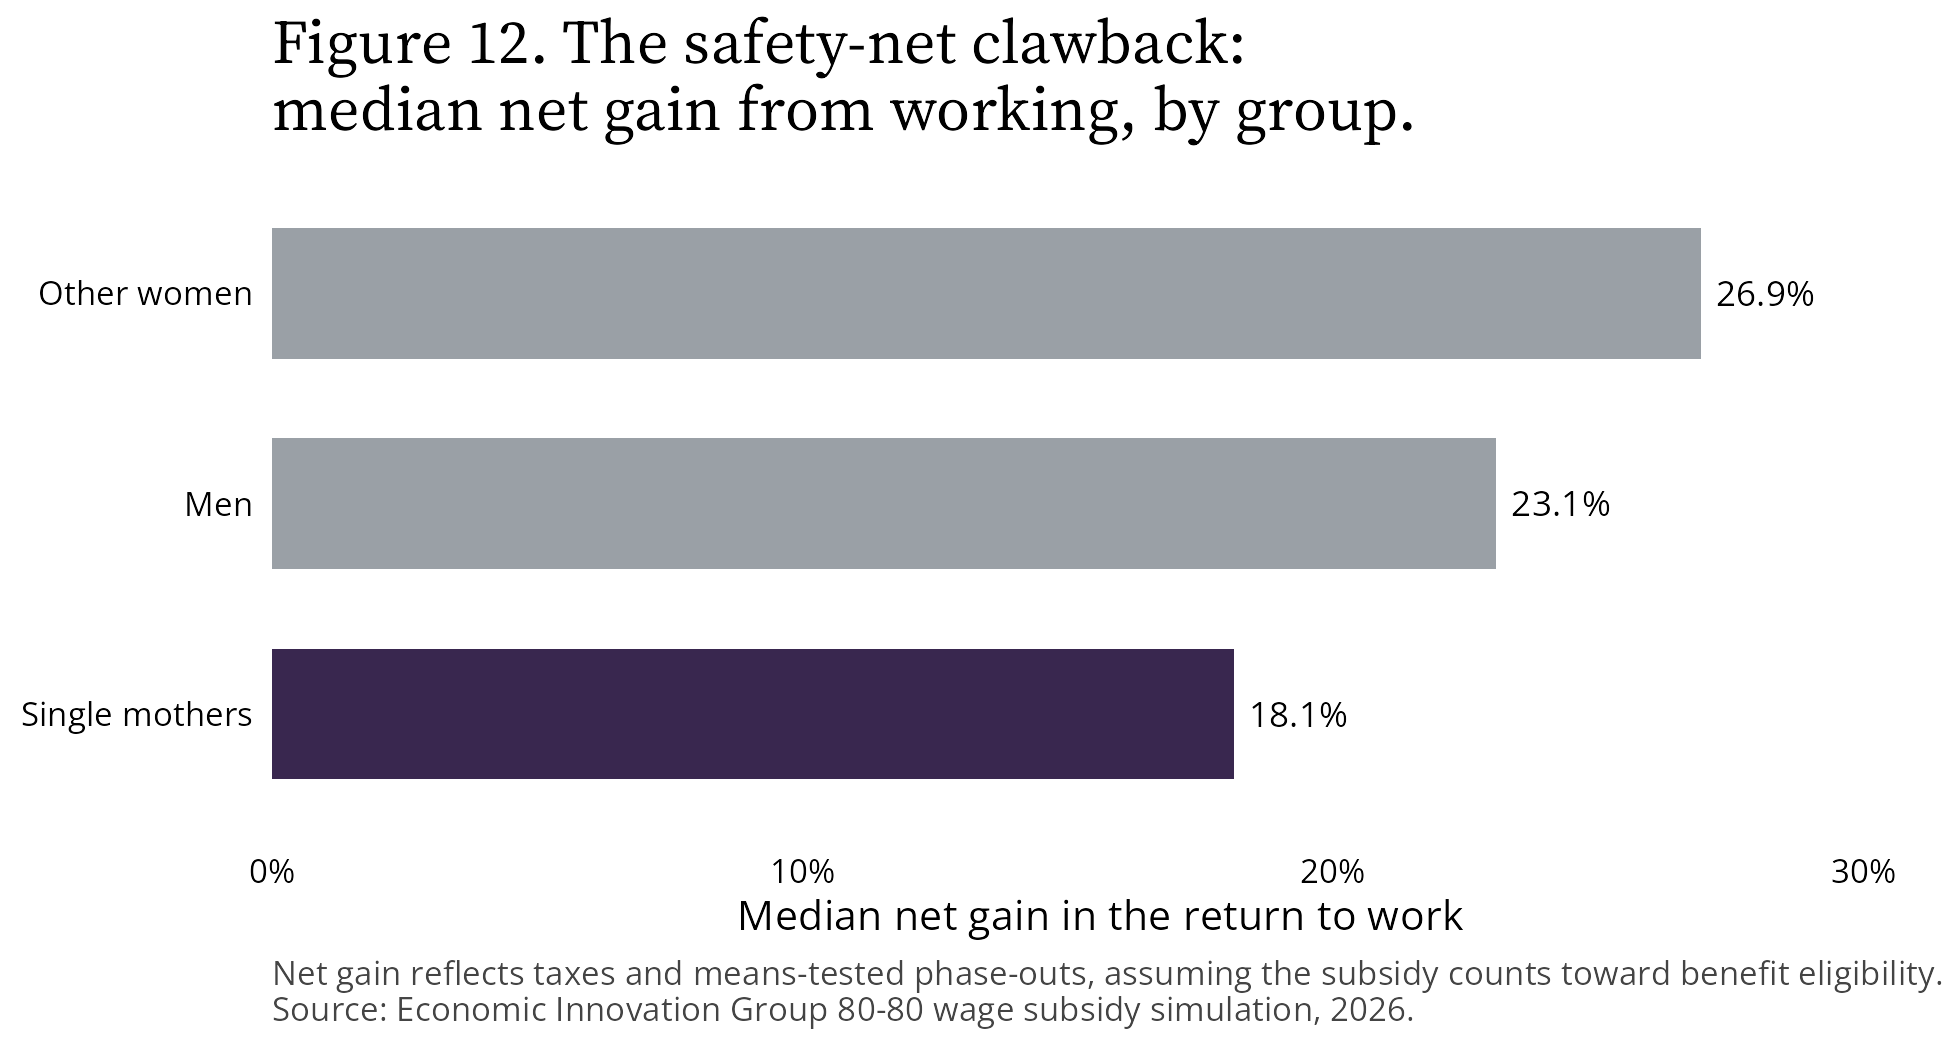 Figure 12. The safety-net clawback:
median net gain from working, by group.
Other women
26.9%
Men
23.1%
Single mothers
18.1%
0%
10%
20%
30%
Median net gain in the return to work
Net gain reflects taxes and means-tested phase-outs, assuming the subsidy counts toward benefit eligibility.
Source: Economic Innovation Group 80-80 wage subsidy simulation, 2026.